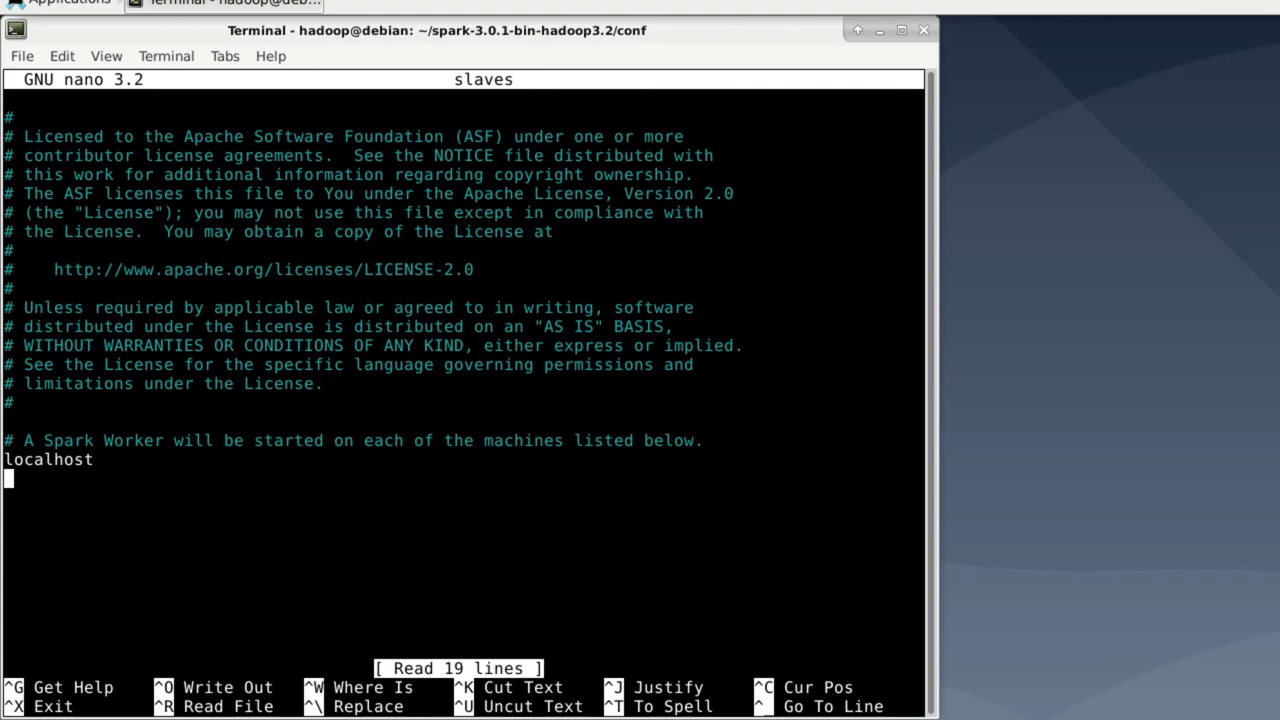 Applications
Terminal - hadoop@deb...
Terminal - hadoop@debian: ~/spark-3.0.1-bin-hadoop3.2/conf
File Edit View Terminal Tabs Help
GNU nano 3.2 slaves
#
# Licensed to the Apache Software Foundation (ASF) under one or more
# contributor license agreements.  See the NOTICE file distributed with
# this work for additional information regarding copyright ownership.
# The ASF licenses this file to You under the Apache License, Version 2.0
# (the "License"); you may not use this file except in compliance with
# the License.  You may obtain a copy of the License at
#
#    http://www.apache.org/licenses/LICENSE-2.0
#
# Unless required by applicable law or agreed to in writing, software
# distributed under the License is distributed on an "AS IS" BASIS,
# WITHOUT WARRANTIES OR CONDITIONS OF ANY KIND, either express or implied.
# See the License for the specific language governing permissions and
# limitations under the License.
#
# A Spark Worker will be started on each of the machines listed below.
localhost
[ Read 19 lines ]
^G Get Help ^O Write Out ^W Where Is ^K Cut Text ^J Justify ^C Cur Pos
^X Exit ^R Read File ^\ Replace ^U Uncut Text ^T To Spell ^_ Go To Line